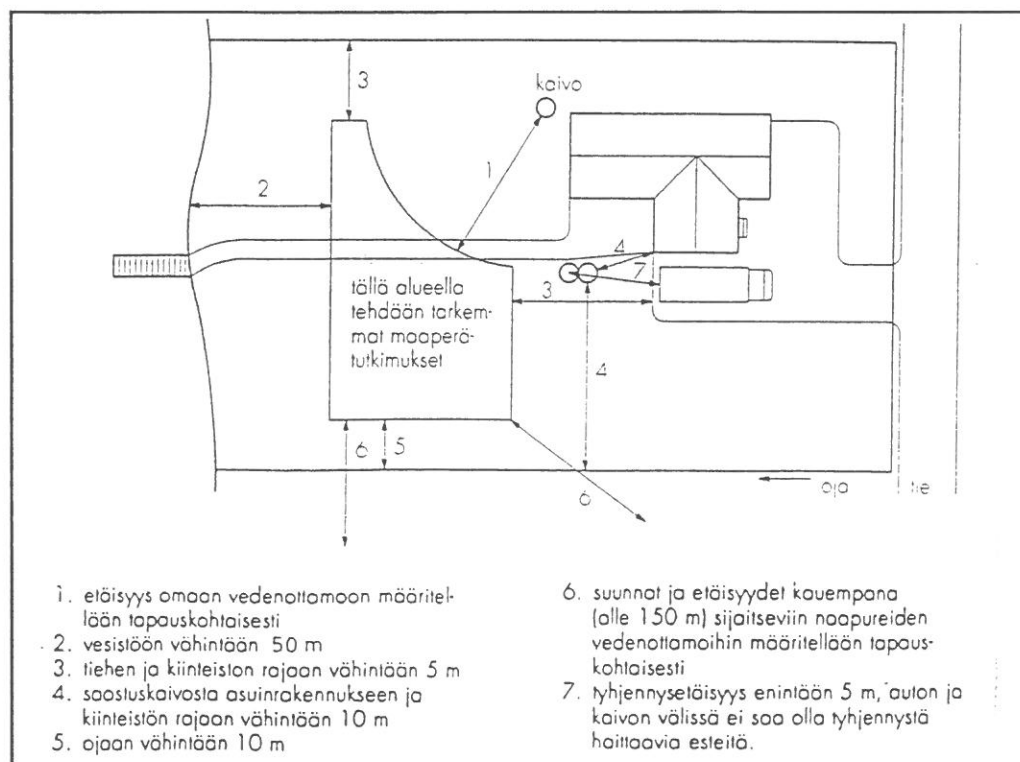 3
kaivo
1
2
4
7
3
tällä alueella
tehdään tarkem-
mat maaperä-
tutkimukset
4
6
5
6
oja
tie
1. etäisyys omaan vedenottamoon määritel-
lään tapauskohtaisesti
2. vesistöön vähintään 50 m
3. tiehen ja kiinteiston rajaan vähintään 5 m
4. saostuskaivosta asuinrakennukseen ja
kiinteistön rajaan vähintään 10 m
5. ojaan vähintään 10 m
6. suunnat ja etäisyydet kauempana
(alle 150 m) sijaitseviin naapureiden
vedenottamoihin määritellään tapaus-
kohtaisesti
7. tyhjennysetäisyys enintään 5 m, auton ja
kaivon välissä ei saa olla tyhjennystä
haittaavia esteitä.